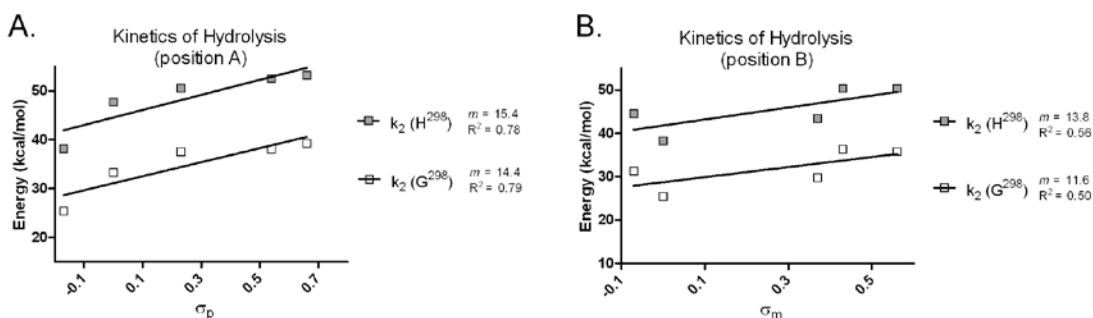 A.
Kinetics of Hydrolysis
(position A)
Energy (kcal/mol)
50
40
30
20
-0.1
0.1
0.3
0.5
0.7
σp
k2 (H298) m = 15.4
R2 = 0.78
k2 (G298) m = 14.4
R2 = 0.79
B.
Kinetics of Hydrolysis
(position B)
Energy (kcal/mol)
50
40
30
20
10
-0.1
0.1
0.3
0.5
σm
k2 (H298) m = 13.8
R2 = 0.56
k2 (G298) m = 11.6
R2 = 0.50